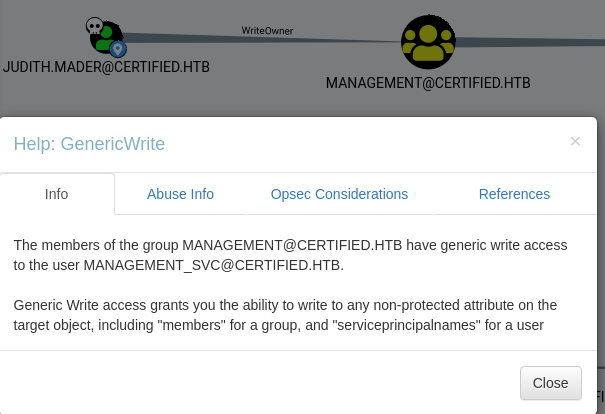 WriteOwner
JUDITH.MADER@CERTIFIED.HTB
MANAGEMENT@CERTIFIED.HTB
Help: GenericWrite ×
Info Abuse Info Opsec Considerations References
The members of the group MANAGEMENT@CERTIFIED.HTB have generic write access
to the user MANAGEMENT_SVC@CERTIFIED.HTB.
Generic Write access grants you the ability to write to any non-protected attribute on the
target object, including "members" for a group, and "serviceprincipalnames" for a user
Close